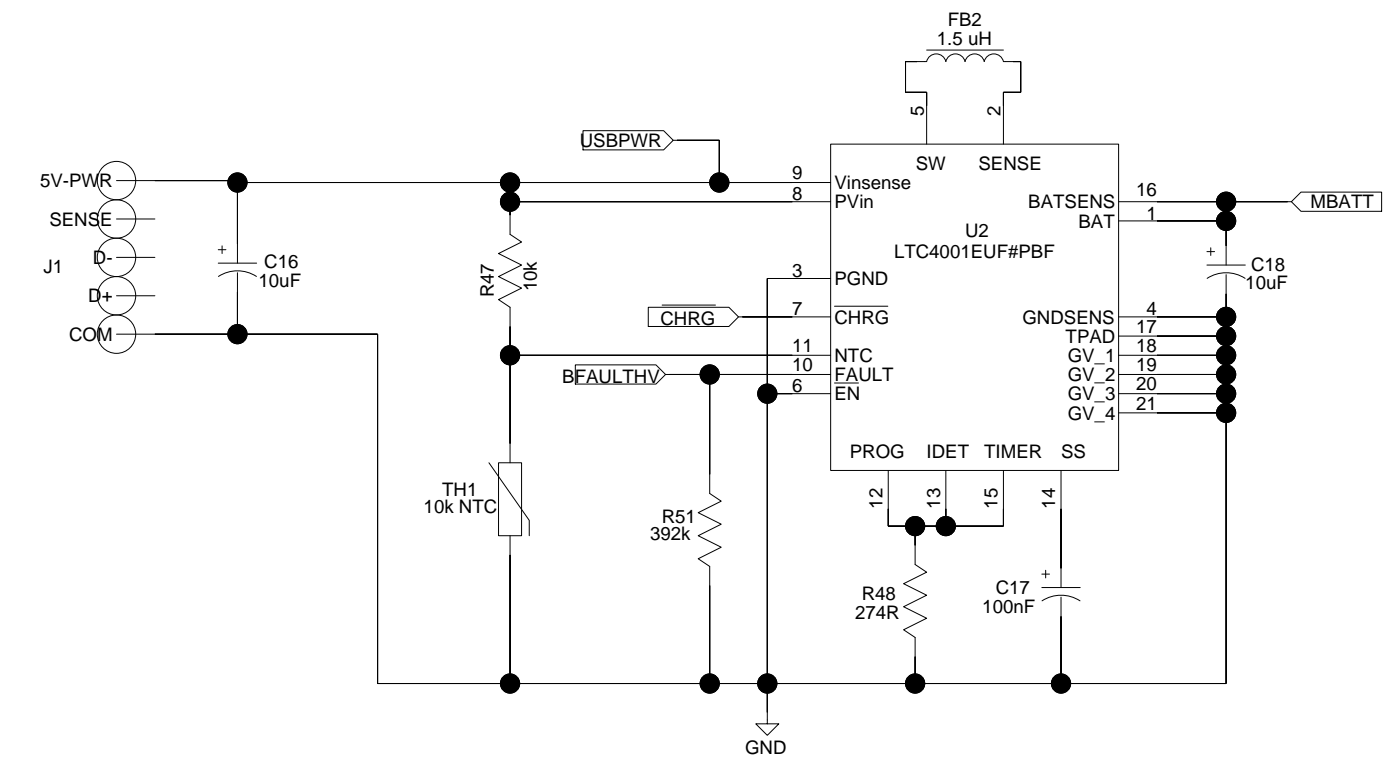 FB2
1.5 uH
5
2
USBPWR
SW
SENSE
5V-PWR
SENSE
D-
D+
COM
J1
+
C16
10uF
9
Vinsense
8
PVin
R47
10k
U2
LTC4001EUF#PBF
BATSENS
16
BAT
1
MBATT
+
C18
10uF
3
PGND
CHRG
7
CHRG
11
NTC
BFAULTHV
10
FAULT
6
EN
GNDSENS
4
TPAD
17
GV_1
18
GV_2
19
GV_3
20
GV_4
21
PROG
IDET
TIMER
SS
12
13
15
14
TH1
10k NTC
R51
392k
R48
274R
+
C17
100nF
GND